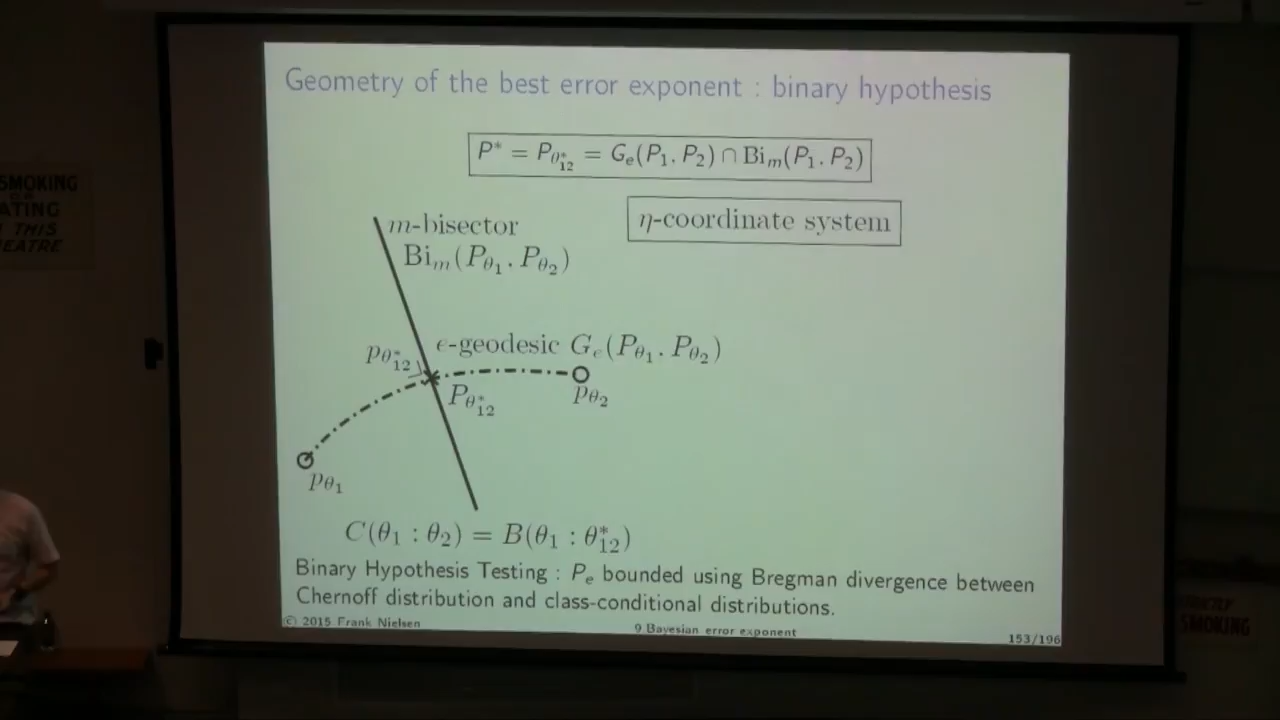 Geometry of the best error exponent : binary hypothesis
P* = P_{θ*_{12}} = G_e(P_1, P_2) ∩ Bi_m(P_1, P_2)
η-coordinate system
m-bisector
Bi_m(P_{θ_1}, P_{θ_2})
e-geodesic G_e(P_{θ_1}, P_{θ_2})
p_{θ*_{12}}
P_{θ*_{12}}
p_{θ_2}
p_{θ_1}
C(θ_1 : θ_2) = B(θ_1 : θ*_{12})
Binary Hypothesis Testing : P_e bounded using Bregman divergence between
Chernoff distribution and class-conditional distributions.
© 2015 Frank Nielsen
9 Bayesian error exponent
153/196
SMOKING
ATING
THIS
EATRE
SMOKING